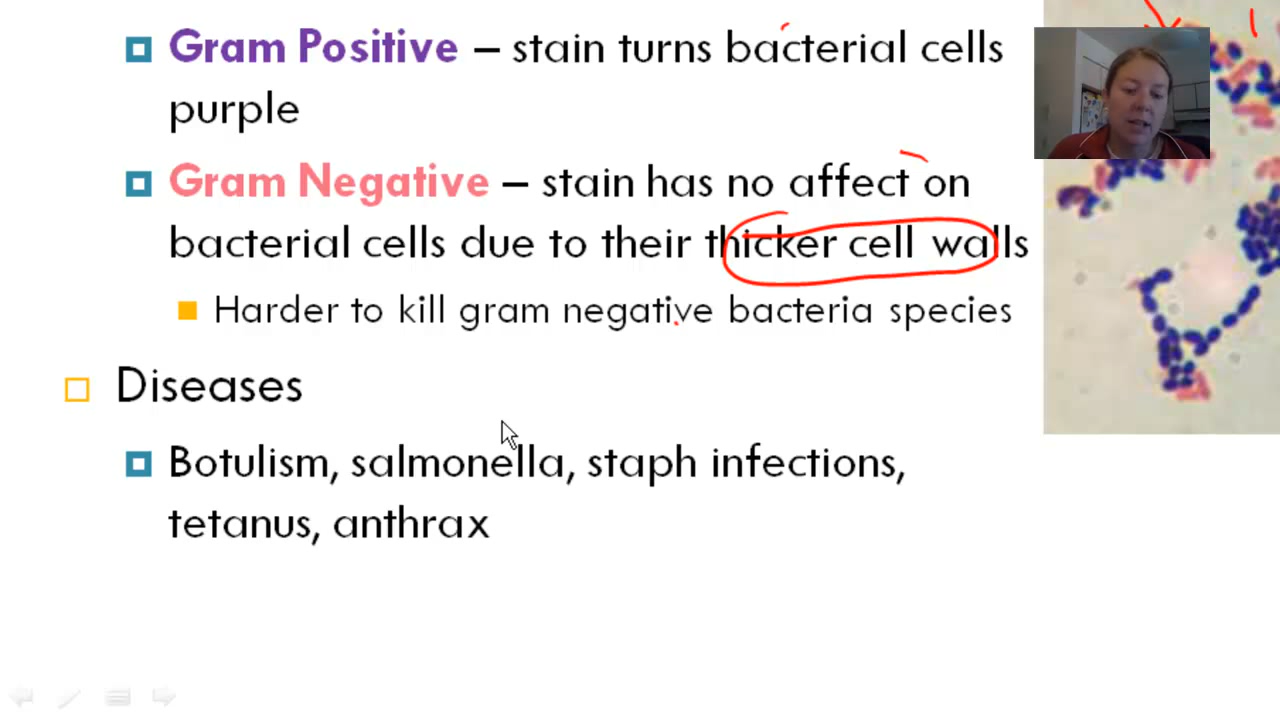 Gram Positive – stain turns bacterial cells
purple
Gram Negative – stain has no affect on
bacterial cells due to their thicker cell walls
Harder to kill gram negative bacteria species
Diseases
Botulism, salmonella, staph infections,
tetanus, anthrax